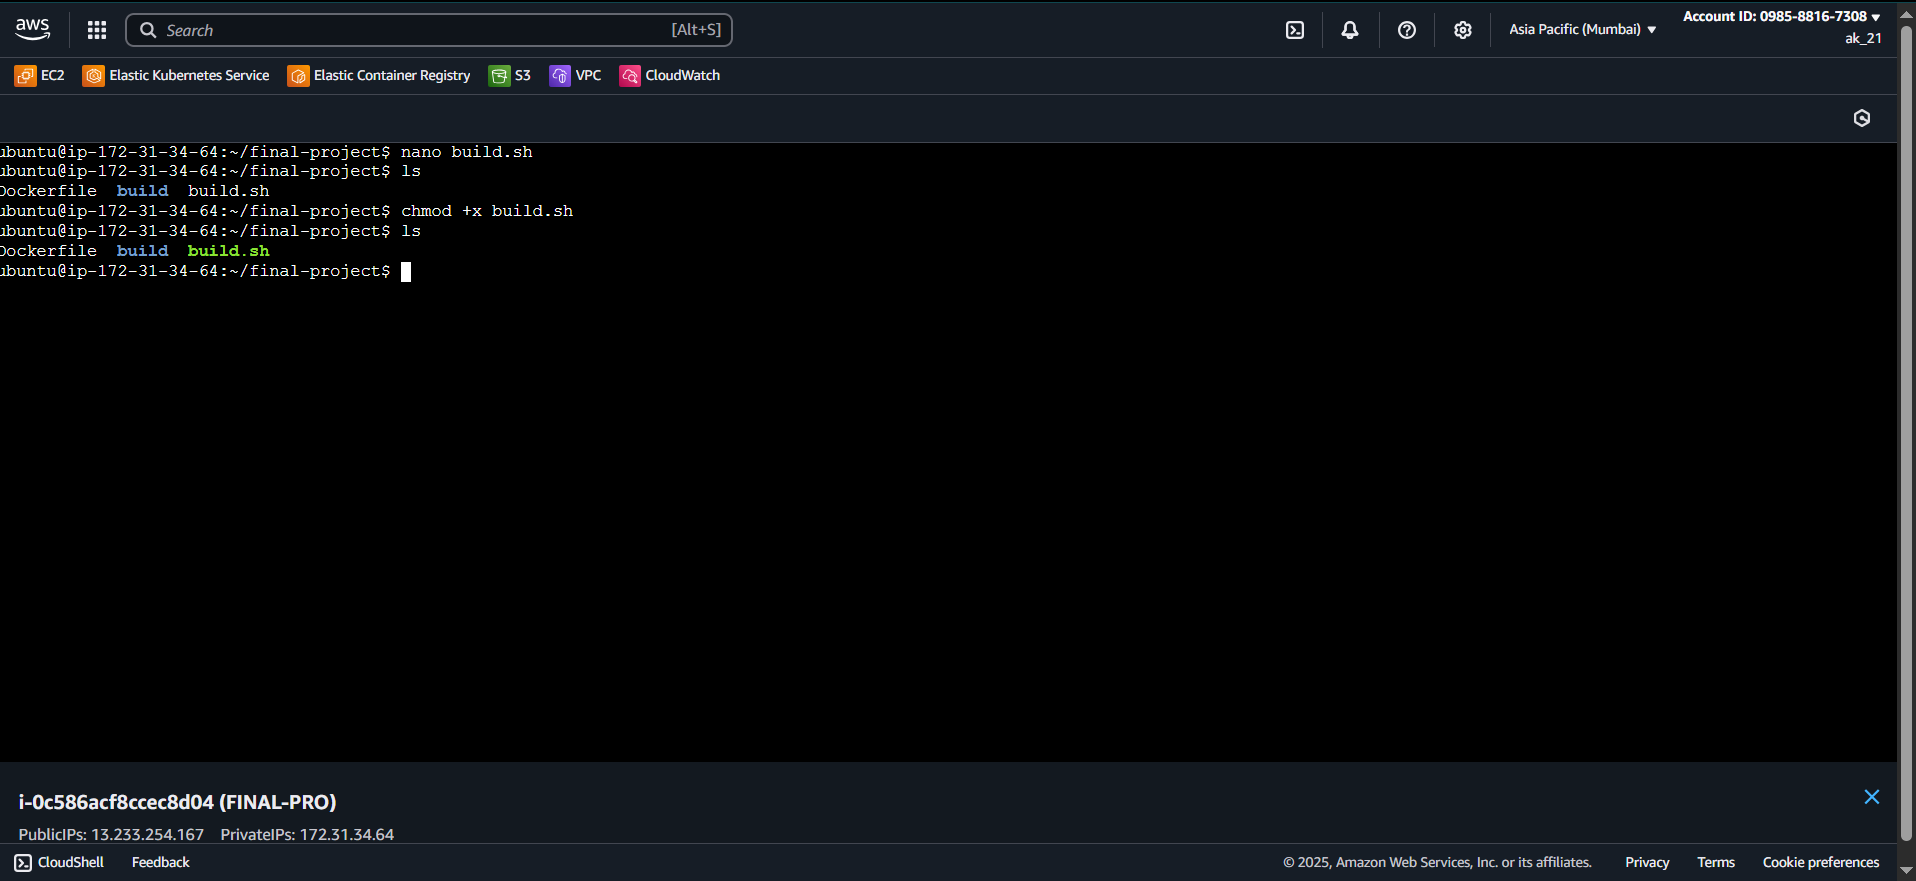 aws
Search [Alt+S]
Asia Pacific (Mumbai) ▼
Account ID: 0985-8816-7308 ▼
ak_21
EC2 Elastic Kubernetes Service Elastic Container Registry S3 VPC CloudWatch
ubuntu@ip-172-31-34-64:~/final-project$ nano build.sh
ubuntu@ip-172-31-34-64:~/final-project$ ls
Dockerfile build build.sh
ubuntu@ip-172-31-34-64:~/final-project$ chmod +x build.sh
ubuntu@ip-172-31-34-64:~/final-project$ ls
Dockerfile build build.sh
ubuntu@ip-172-31-34-64:~/final-project$
i-0c586acf8ccec8d04 (FINAL-PRO)
PublicIPs: 13.233.254.167 PrivateIPs: 172.31.34.64
CloudShell Feedback © 2025, Amazon Web Services, Inc. or its affiliates. Privacy Terms Cookie preferences